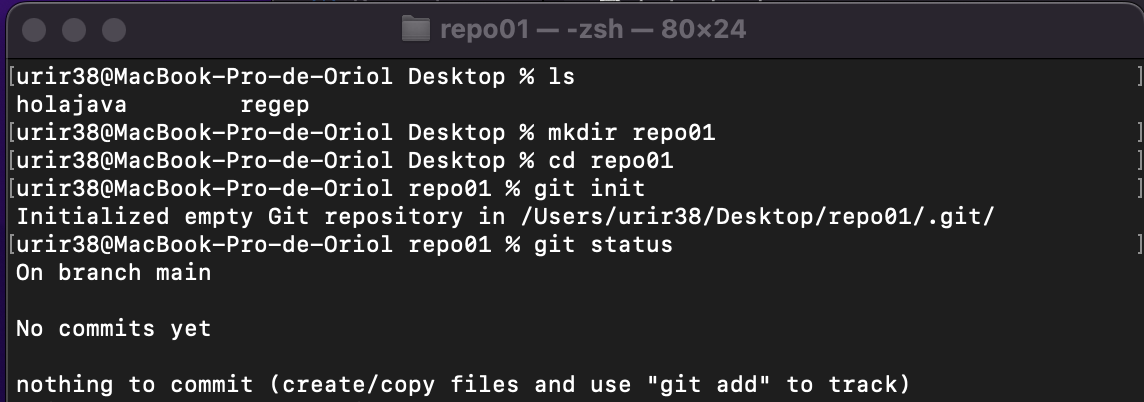 repo01 — -zsh — 80×24
[urir38@MacBook-Pro-de-Oriol Desktop % ls ]
holajava        regep
[urir38@MacBook-Pro-de-Oriol Desktop % mkdir repo01 ]
[urir38@MacBook-Pro-de-Oriol Desktop % cd repo01 ]
[urir38@MacBook-Pro-de-Oriol repo01 % git init ]
Initialized empty Git repository in /Users/urir38/Desktop/repo01/.git/
[urir38@MacBook-Pro-de-Oriol repo01 % git status ]
On branch main
No commits yet
nothing to commit (create/copy files and use "git add" to track)